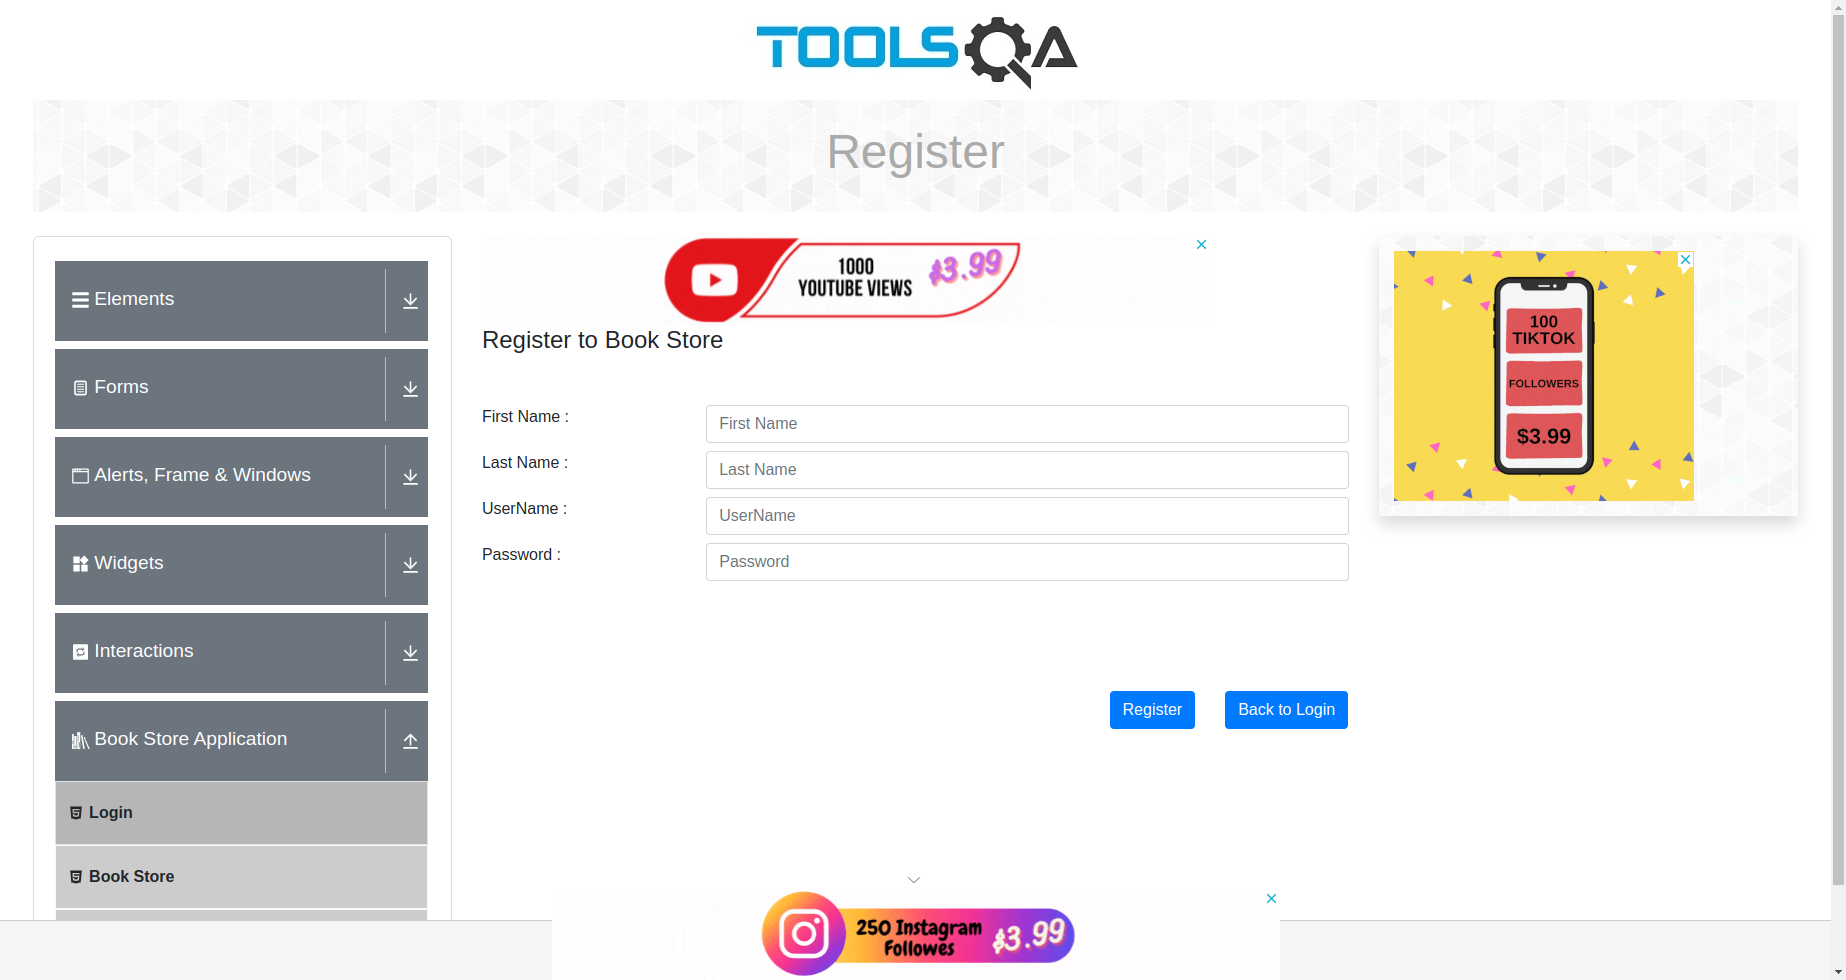 TOOLSQA
Register
Elements
Forms
Alerts, Frame & Windows
Widgets
Interactions
Book Store Application
Login
Book Store
1000
YOUTUBE VIEWS
$3.99
Register to Book Store
First Name :
First Name
Last Name :
Last Name
UserName :
UserName
Password :
Password
Register
Back to Login
100
TIKTOK
FOLLOWERS
$3.99
250 Instagram
Followes
$3.99